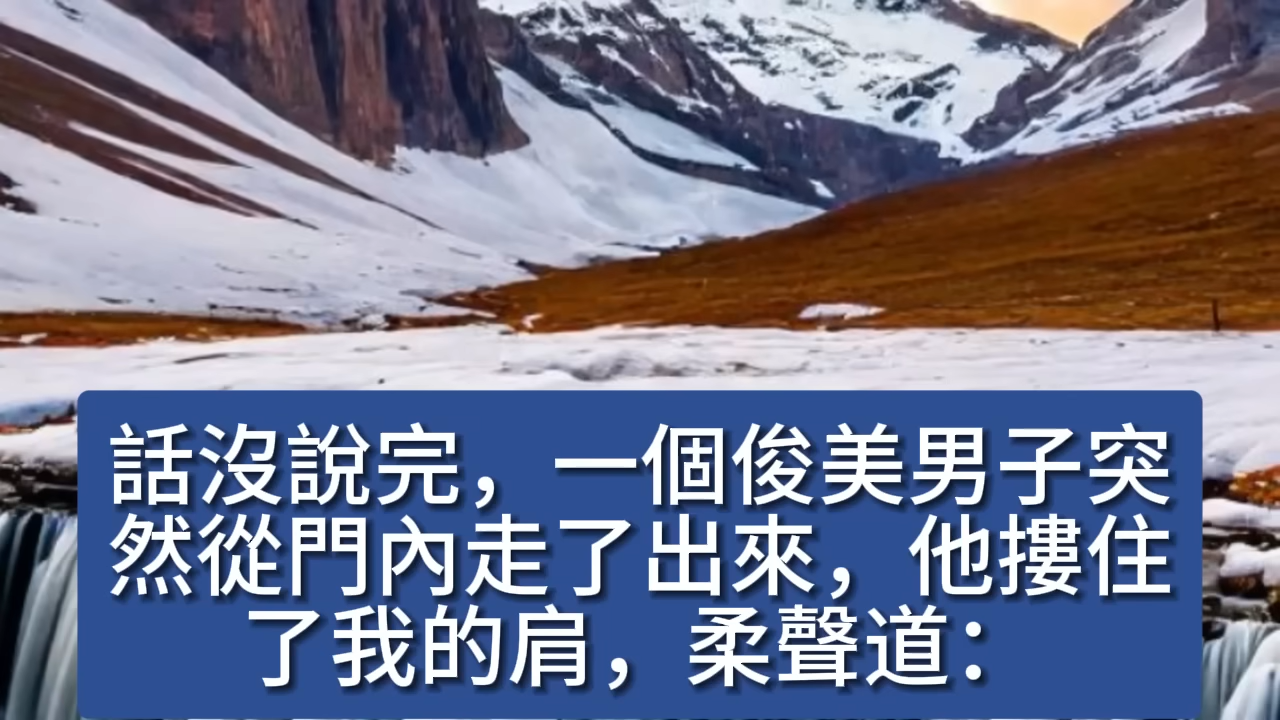 話沒說完，一個俊美男子突
然從門內走了出來，他摟住
了我的肩，柔聲道：